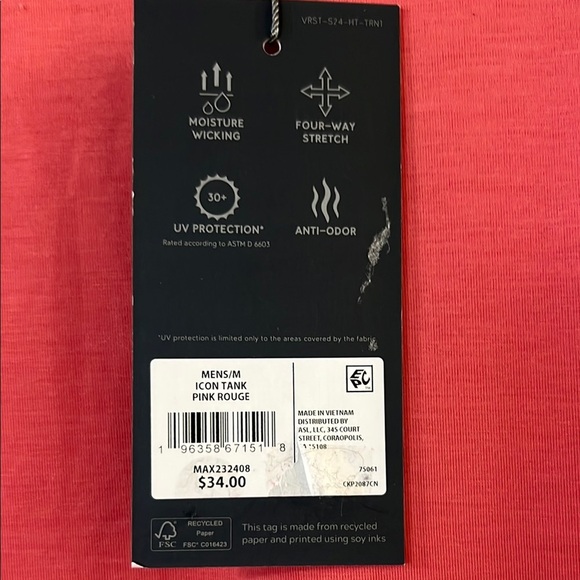 VRST-S24-HT-TRN1
MOISTURE
WICKING
FOUR-WAY
STRETCH
30+
UV PROTECTION*
Rated according to ASTM D 6603
ANTI-ODOR
*UV protection is limited only to the areas covered by the fabric
MENS/M
ICON TANK
PINK ROUGE
1 96358 67151 8
MAX232408
$34.00
EPC
MADE IN VIETNAM
DISTRIBUTED BY
ASL, LLC, 345 COURT
STREET, CORAOPOLIS,
15108
75061
CKP2087CN
FSC
RECYCLED
Paper
FSC® C016423
This tag is made from recycled
paper and printed using soy inks